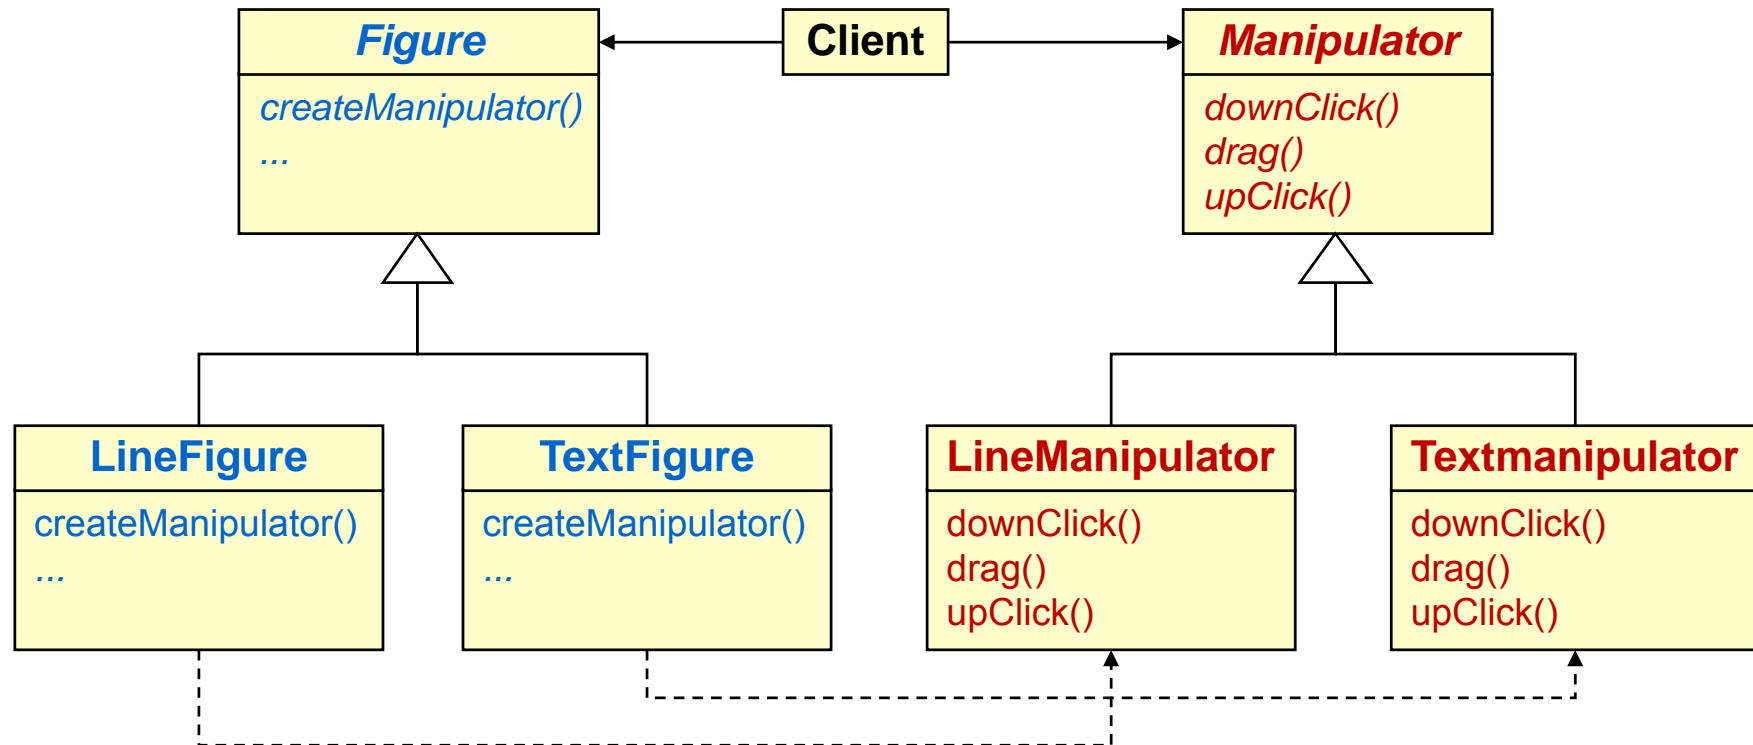 Figure
createManipulator()
...
Client
Manipulator
downClick()
drag()
upClick()
LineFigure
createManipulator()
...
TextFigure
createManipulator()
...
LineManipulator
downClick()
drag()
upClick()
Textmanipulator
downClick()
drag()
upClick()